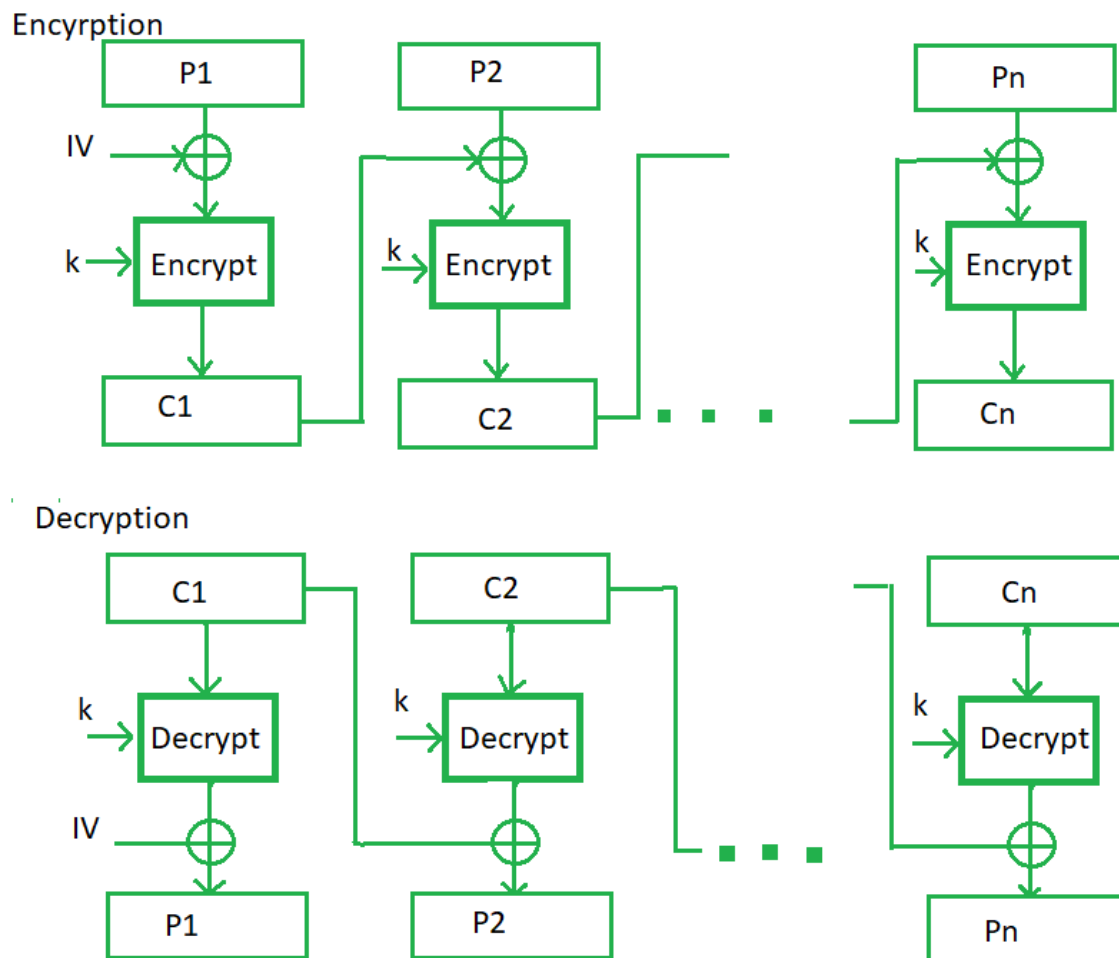 Encyrption
P1
P2
Pn
IV
k
Encrypt
k
Encrypt
k
Encrypt
C1
C2
Cn
Decryption
C1
C2
Cn
k
Decrypt
k
Decrypt
k
Decrypt
IV
P1
P2
Pn